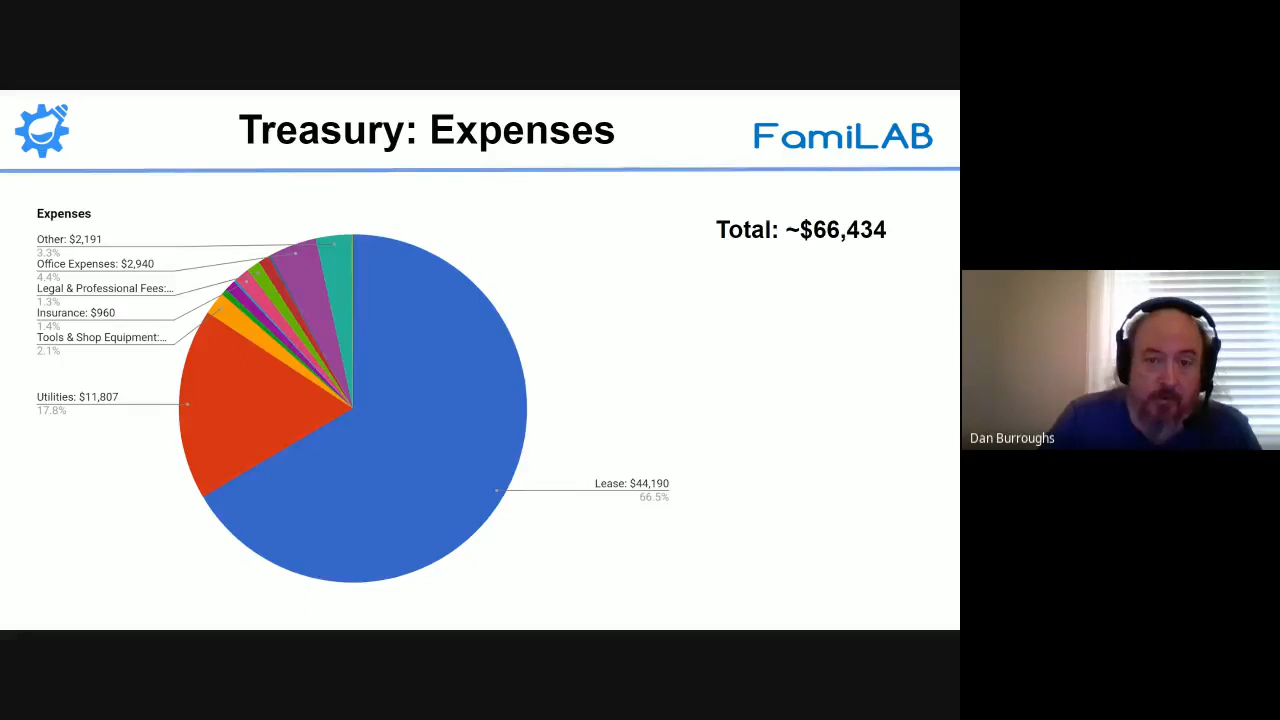 Treasury: Expenses
FamiLAB
Expenses
Total: ~$66,434
Other: $2,191
3.3%
Office Expenses: $2,940
4.4%
Legal & Professional Fees:...
1.3%
Insurance: $960
1.4%
Tools & Shop Equipment:...
2.1%
Utilities: $11,807
17.8%
Lease: $44,190
66.5%
Dan Burroughs